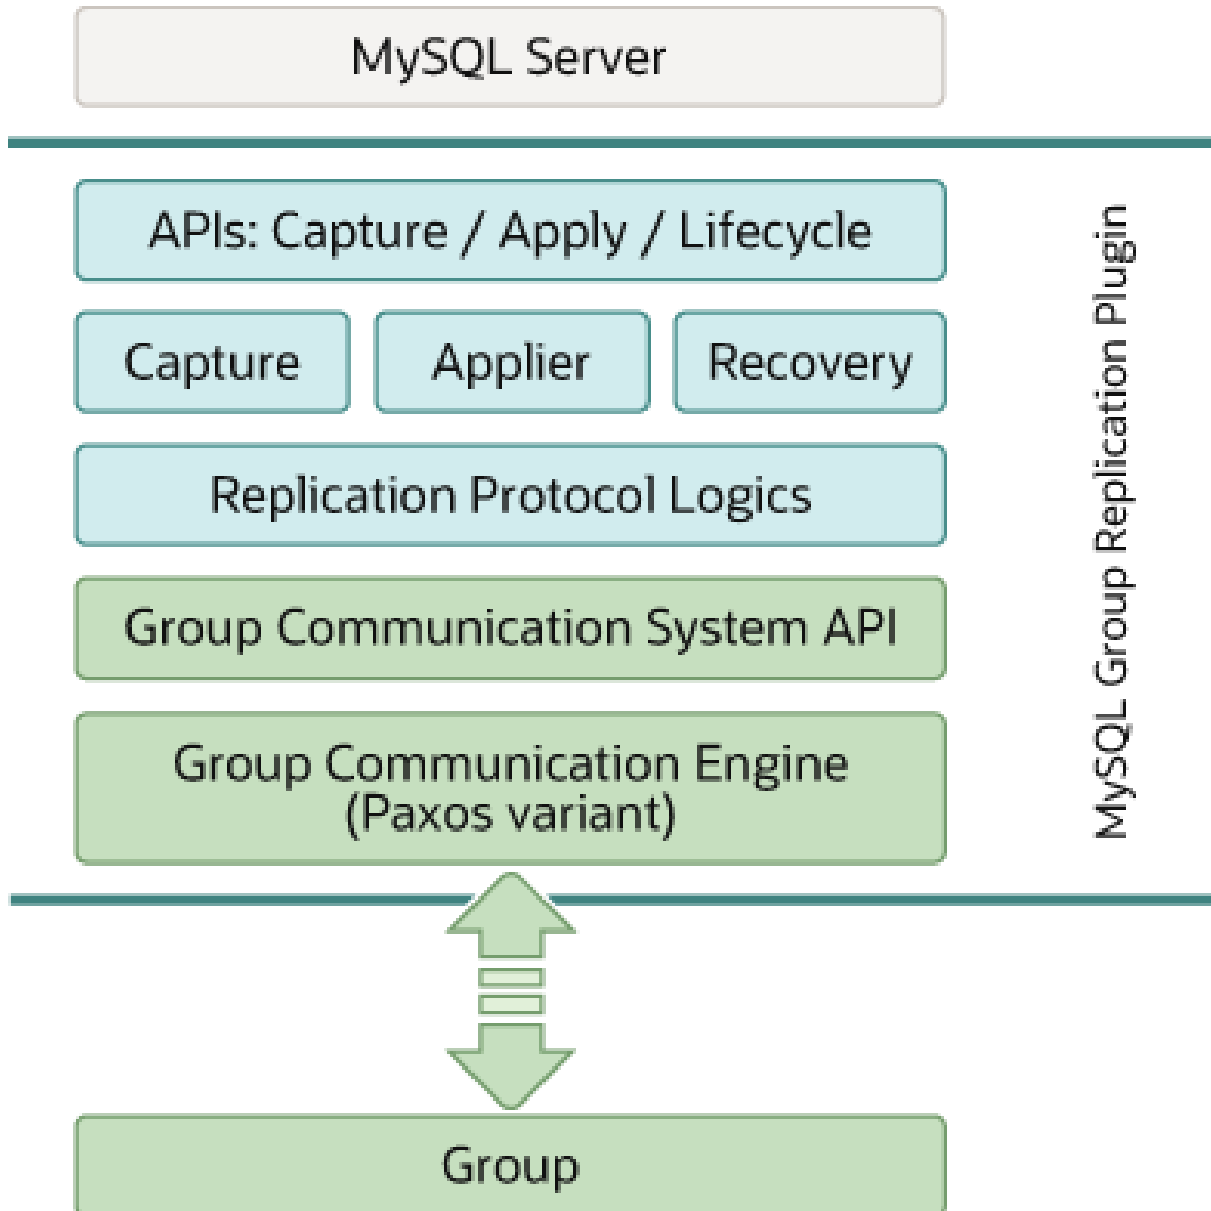 MySQL Server
APIs: Capture / Apply / Lifecycle
Capture
Applier
Recovery
Replication Protocol Logics
Group Communication System API
Group Communication Engine
(Paxos variant)
MySQL Group Replication Plugin
Group